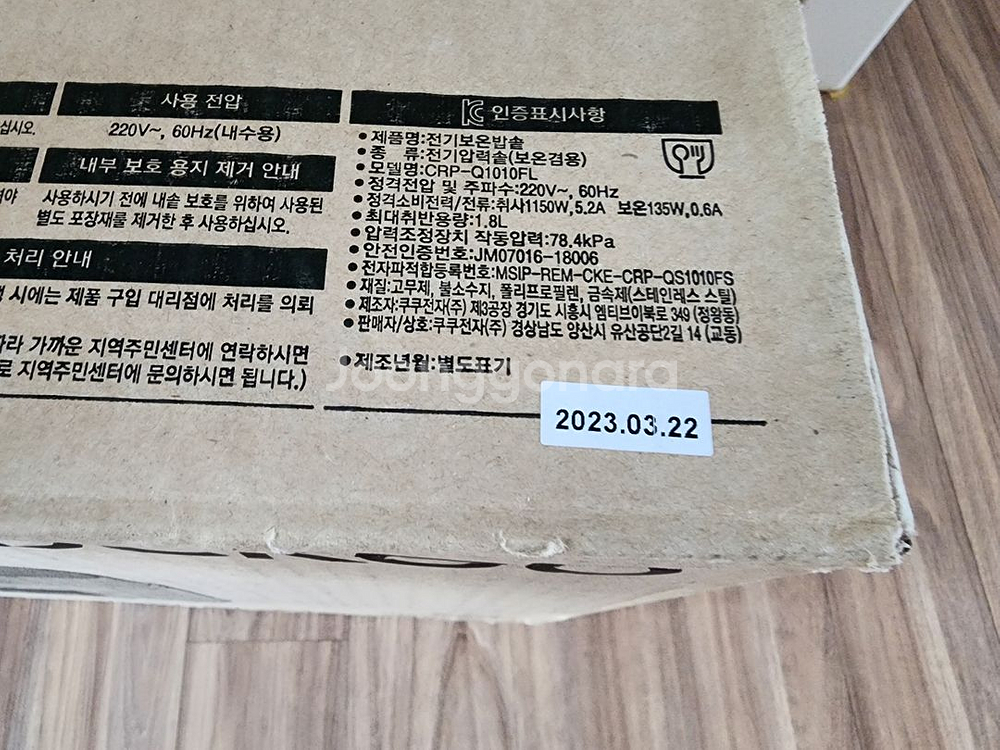 사용 전압
220V~, 60Hz(내수용)
십시오.
내부 보호 용지 제거 안내
사용하시기 전에 내솥 보호를 위하여 사용된
별도 포장재를 제거한 후 사용하십시오.
처리 안내
시에는 제품 구입 대리점에 처리를 의뢰
따라 가까운 지역주민센터에 연락하시면
로 지역주민센터에 문의하시면 됩니다.)
인증표시사항
●제품명:전기보온밥솥
●종 류:전기압력솥(보온겸용)
●모델명:CRP-Q1010FL
●정격전압 및 주파수:220V~, 60Hz
●정격소비전력/전류:취사1150W,5.2A 보온135W,0.6A
●최대취반용량:1.8L
●압력조정장치 작동압력:78.4kPa
●안전인증번호:JM07016-18006
●전자파적합등록번호:MSIP-REM-CKE-CRP-QS1010FS
●재질:고무제, 불소수지, 폴리프로필렌, 금속제(스테인레스 스틸)
●제조자:쿠쿠전자(주) 제3공장 경기도 시흥시 엠티브이북로 349 (정왕동)
●판매자/상호:쿠쿠전자(주) 경상남도 양산시 유산공단2길 14 (교동)
●제조년월:별도표기
Joonggonara
2023.03.22